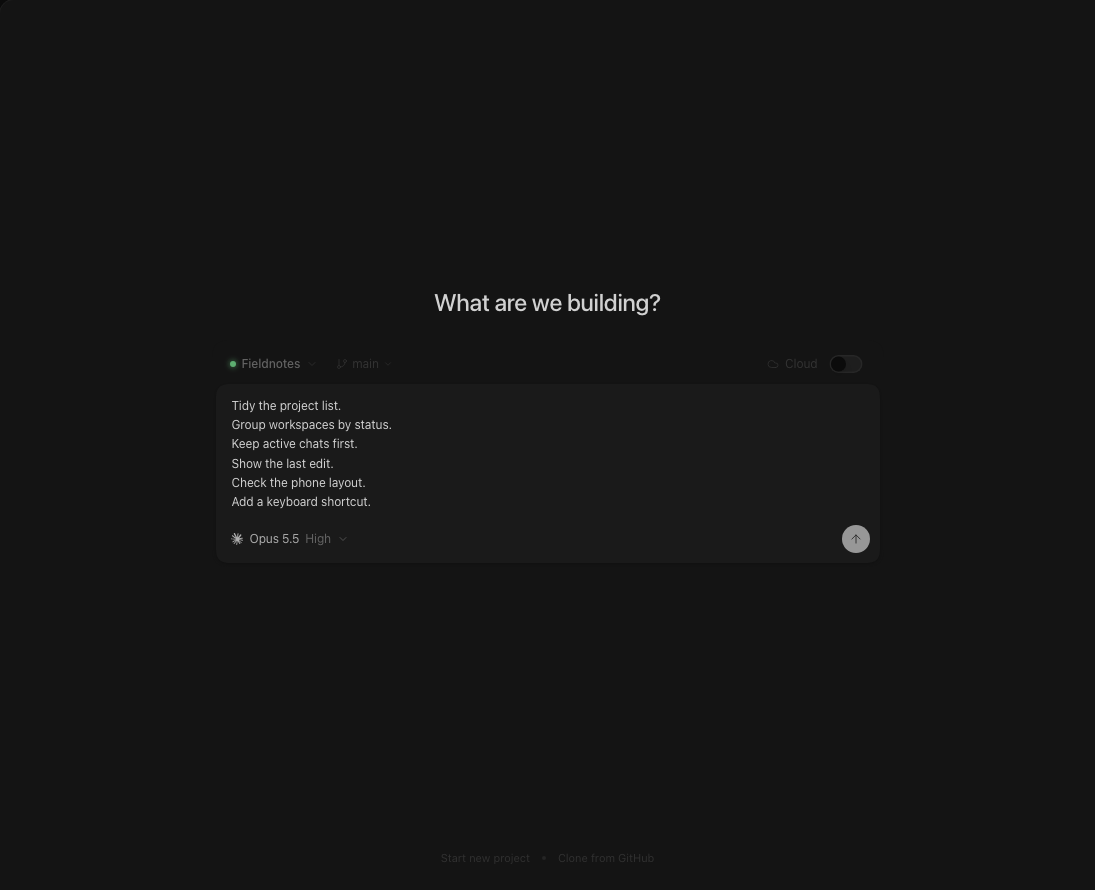 What are we building?
Fieldnotes main Cloud
Tidy the project list.
Group workspaces by status.
Keep active chats first.
Show the last edit.
Check the phone layout.
Add a keyboard shortcut.
Opus 5.5 High
Start new project • Clone from GitHub